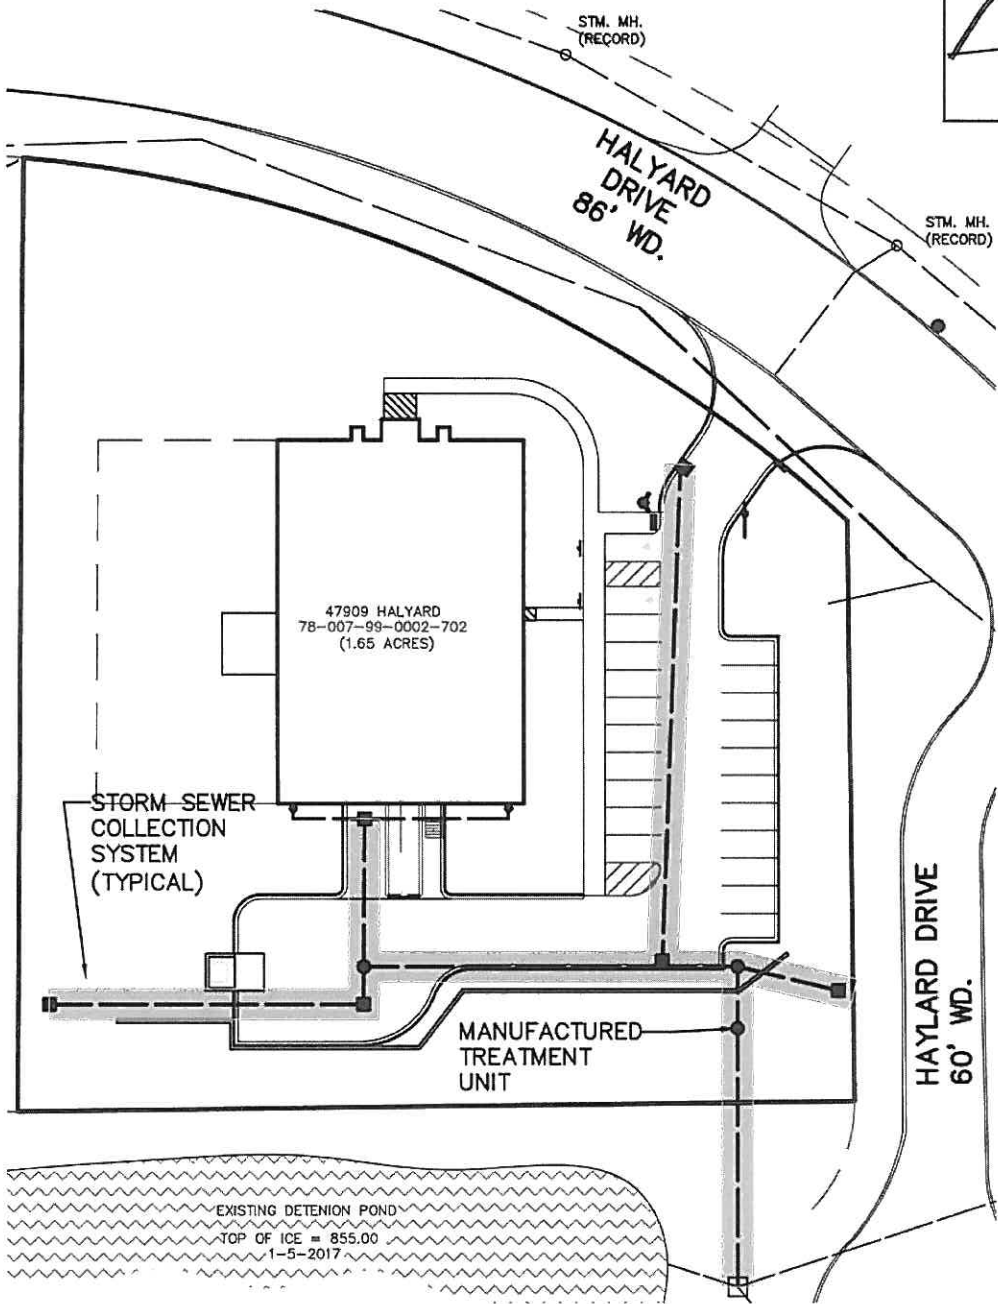 STM. MH.
(RECORD)
HALYARD
DRIVE
86' WD.
STM. MH.
(RECORD)
47909 HALYARD
78-007-99-0002-702
(1.65 ACRES)
STORM SEWER
COLLECTION
SYSTEM
(TYPICAL)
MANUFACTURED
TREATMENT
UNIT
HAYLARD DRIVE
60' WD.
EXISTING DETENION POND
TOP OF ICE = 855.00
1-5-2017